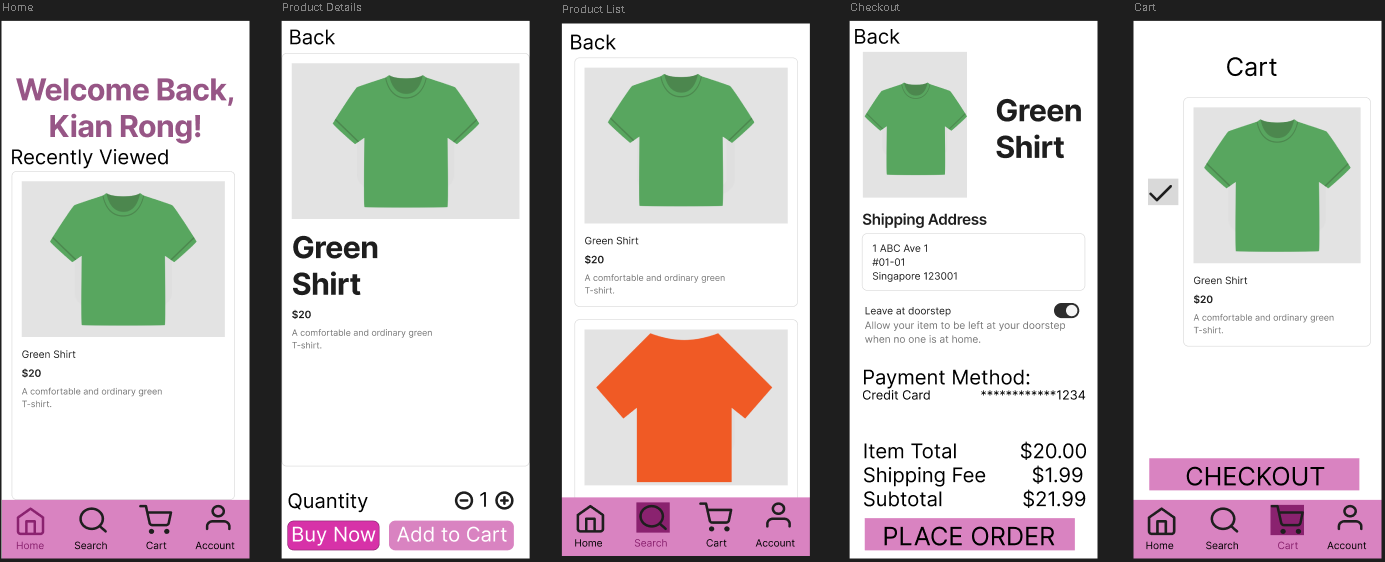 Home
Welcome Back,
Kian Rong!
Recently Viewed
Green Shirt
$20
A comfortable and ordinary green
T-shirt.
Home
Search
Cart
Account
Product Details
Back
Green
Shirt
$20
A comfortable and ordinary green
T-shirt.
Quantity
1
Buy Now
Add to Cart
Product List
Back
Green Shirt
$20
A comfortable and ordinary green
T-shirt.
Home
Search
Cart
Account
Checkout
Back
Green
Shirt
Shipping Address
1 ABC Ave 1
#01-01
Singapore 123001
Leave at doorstep
Allow your item to be left at your doorstep
when no one is at home.
Payment Method:
Credit Card ************1234
Item Total $20.00
Shipping Fee $1.99
Subtotal $21.99
PLACE ORDER
Cart
Cart
Green Shirt
$20
A comfortable and ordinary green
T-shirt.
CHECKOUT
Home
Search
Cart
Account